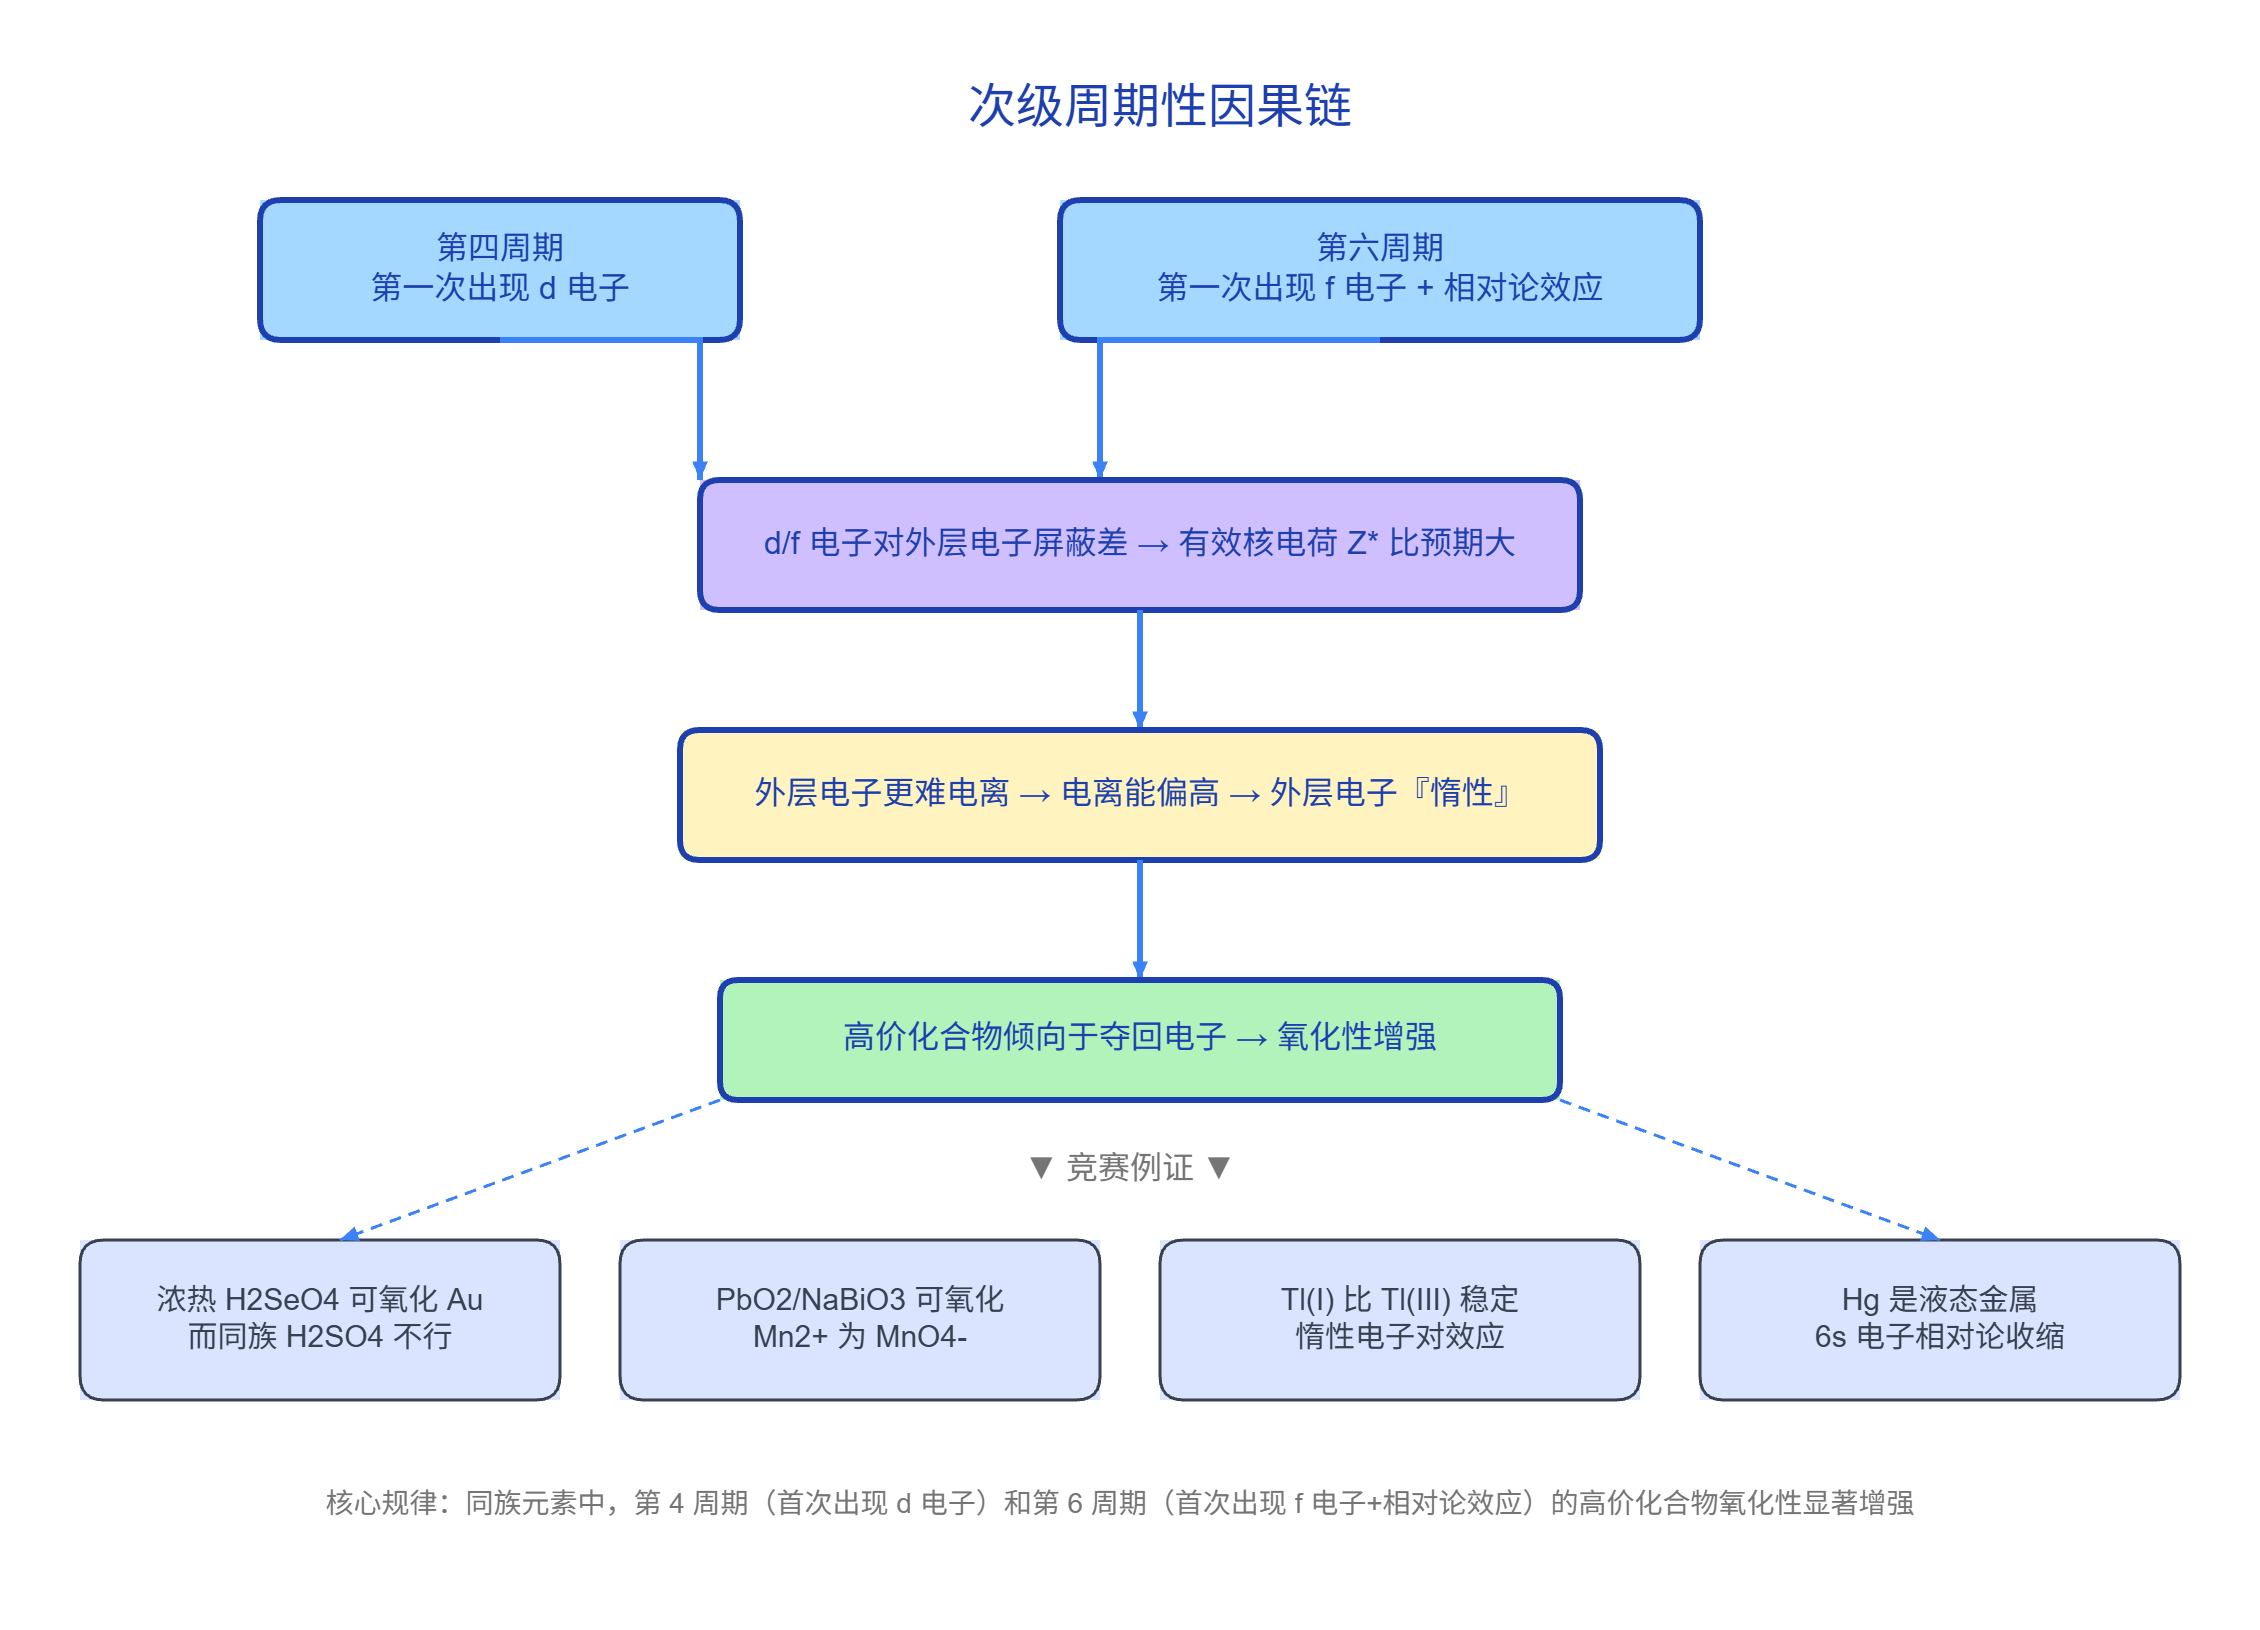 次级周期性因果链
第四周期
第一次出现 d 电子
第六周期
第一次出现 f 电子 + 相对论效应
d/f 电子对外层电子屏蔽差 → 有效核电荷 Z* 比预期大
外层电子更难电离 → 电离能偏高 → 外层电子『惰性』
高价化合物倾向于夺回电子 → 氧化性增强
▼ 竞赛例证 ▼
浓热 H2SeO4 可氧化 Au
而同族 H2SO4 不行
PbO2/NaBiO3 可氧化
Mn2+ 为 MnO4-
Tl(I) 比 Tl(III) 稳定
惰性电子对效应
Hg 是液态金属
6s 电子相对论收缩
核心规律：同族元素中，第 4 周期（首次出现 d 电子）和第 6 周期（首次出现 f 电子+相对论效应）的高价化合物氧化性显著增强